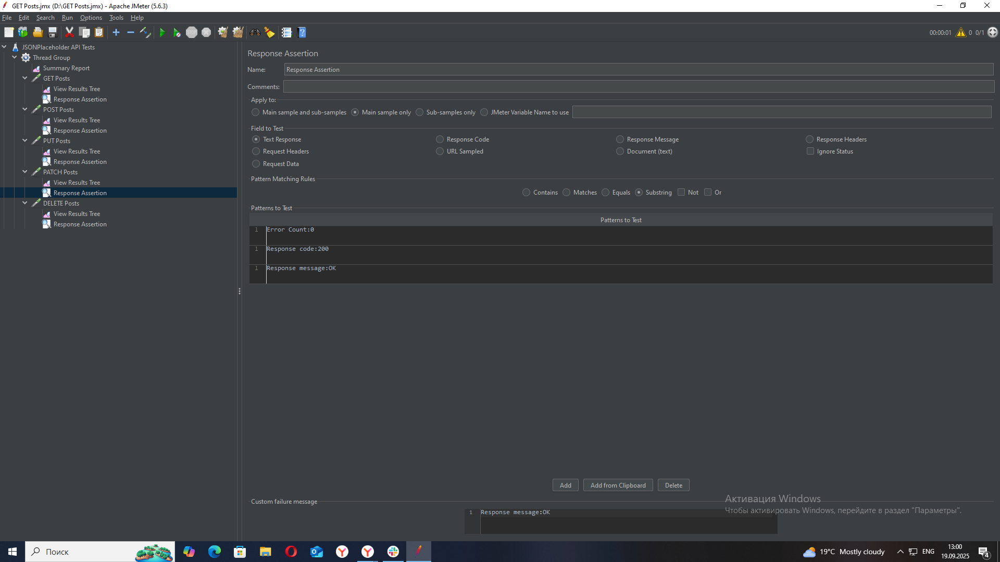 GET Posts.jmx (D:\GET Posts.jmx) - Apache JMeter (5.6.3)
File Edit Search Run Options Tools Help
STOP
00:00:01 0 0/1
JSONPlaceholder API Tests
Thread Group
Summary Report
GET Posts
View Results Tree
Response Assertion
POST Posts
View Results Tree
Response Assertion
PUT Posts
View Results Tree
Response Assertion
PATCH Posts
View Results Tree
Response Assertion
DELETE Posts
View Results Tree
Response Assertion
Response Assertion
Name: Response Assertion
Comments:
Apply to:
Main sample and sub-samples Main sample only Sub-samples only JMeter Variable Name to use
Field to Test
Text Response Response Code Response Message Response Headers
Request Headers URL Sampled Document (text) Ignore Status
Request Data
Pattern Matching Rules
Contains Matches Equals Substring Not Or
Patterns to Test
Patterns to Test
1 Error Count:0
1 Response code:200
1 Response message:OK
Add Add from Clipboard Delete
Custom failure message
1 Response message:OK
Активация Windows
Чтобы активировать Windows, перейдите в раздел "Параметры".
Поиск
19°C Mostly cloudy
ENG
13:00
19.09.2025
4